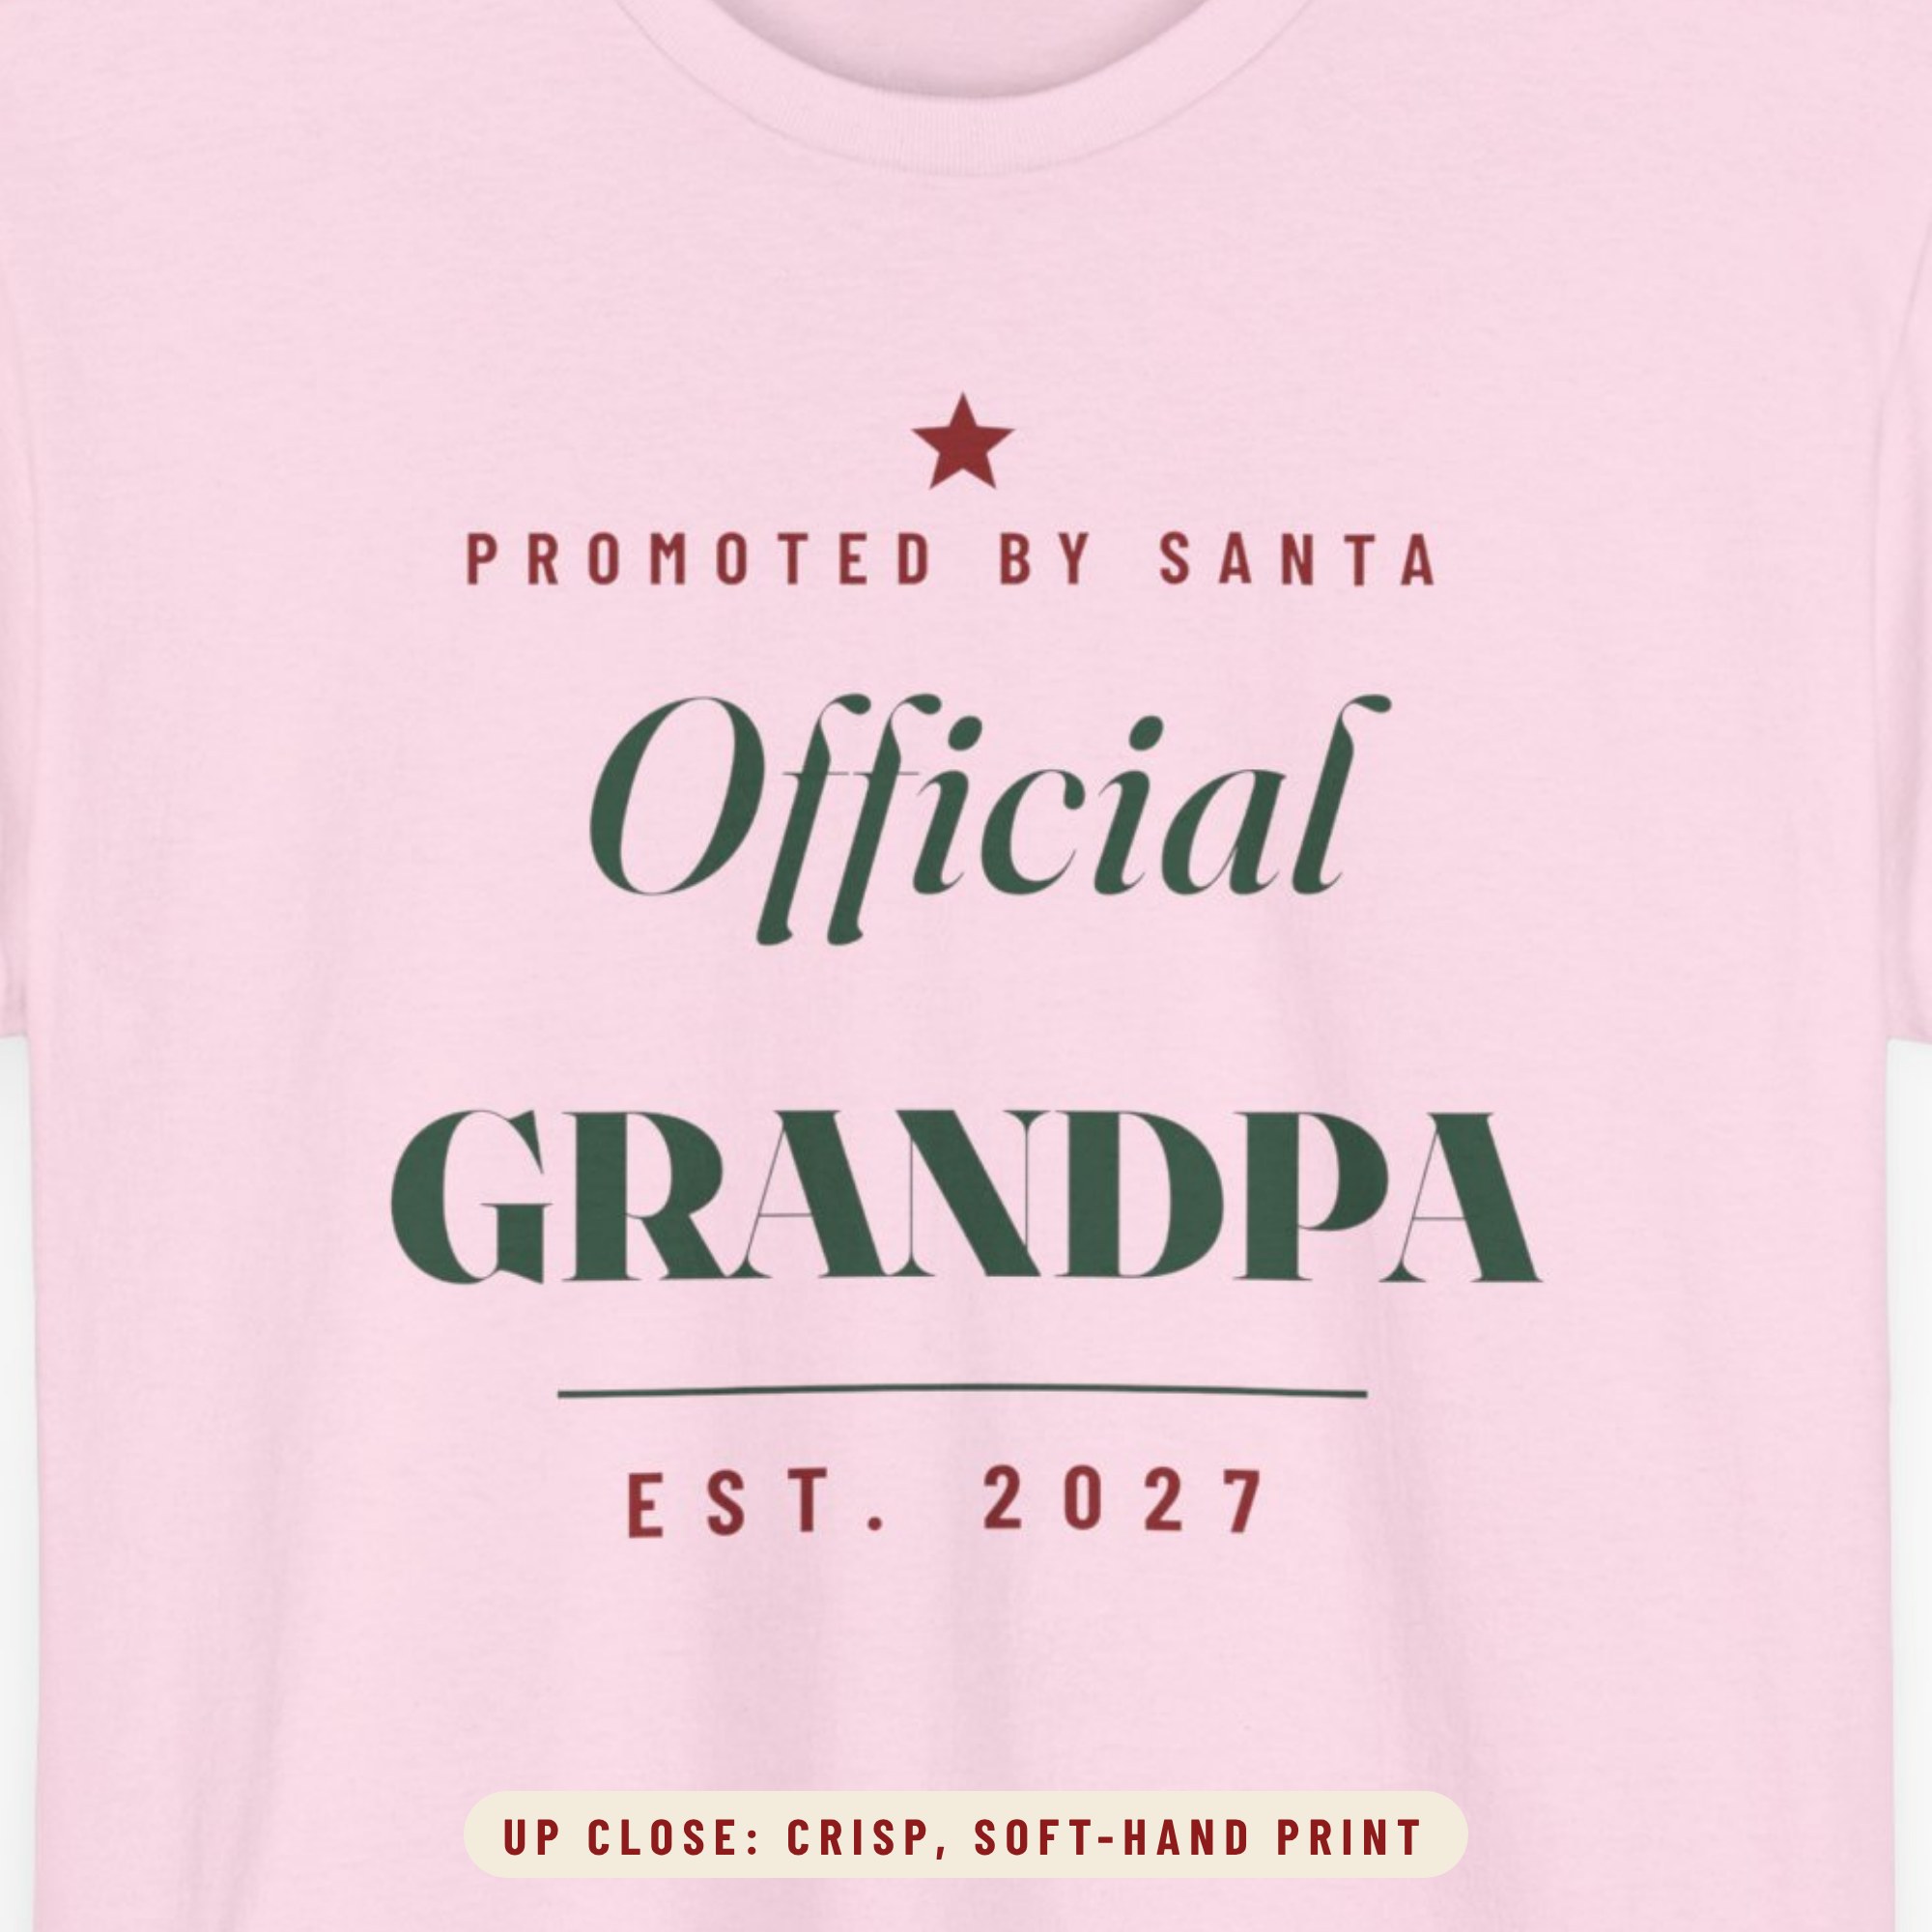 PROMOTED BY SANTA
Official
GRANDPA
EST. 2027
UP CLOSE: CRISP, SOFT-HAND PRINT